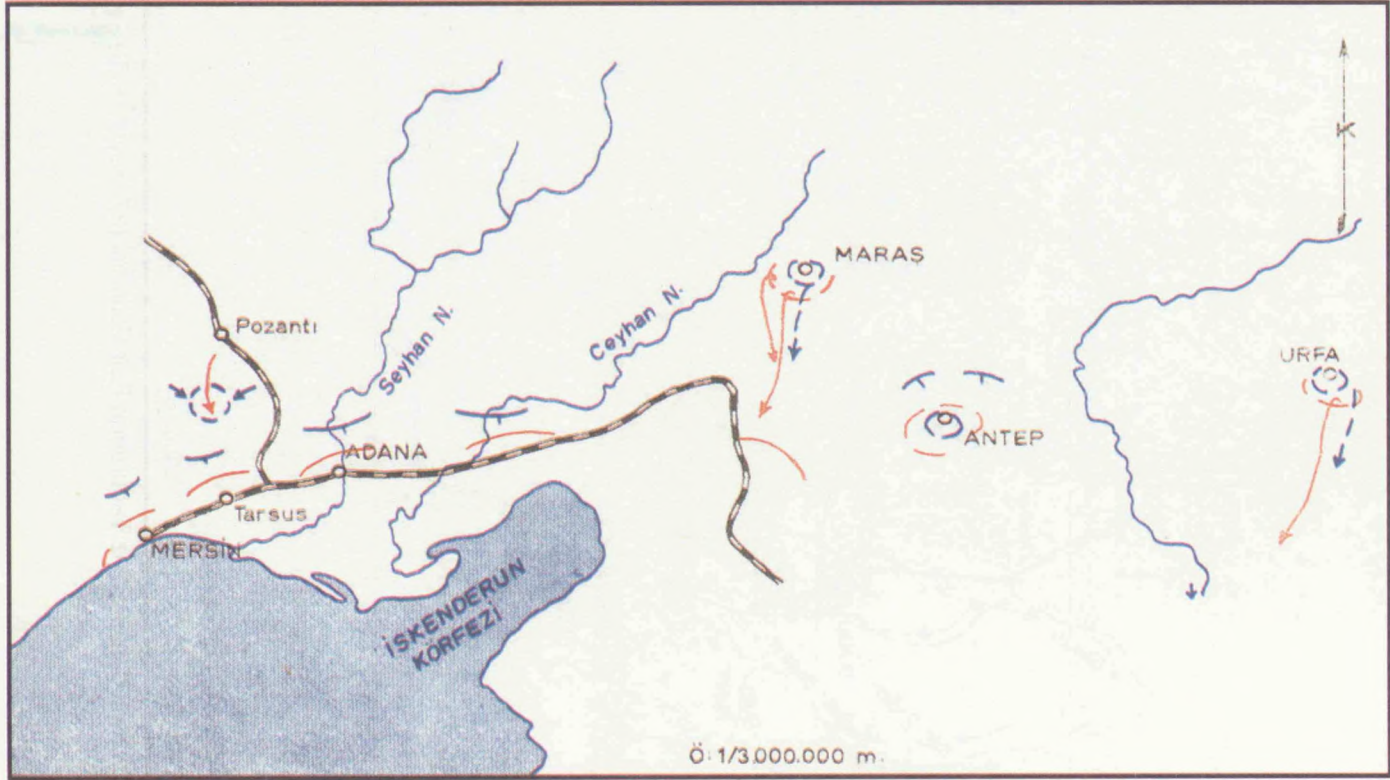 K
MARAŞ
Pozantı
Seyhan N.
Ceyhan N.
URFA
ANTEP
ADANA
Tarsus
MERSİN
İSKENDERUN
KÖRFEZİ
Ö: 1/3.000.000 m.